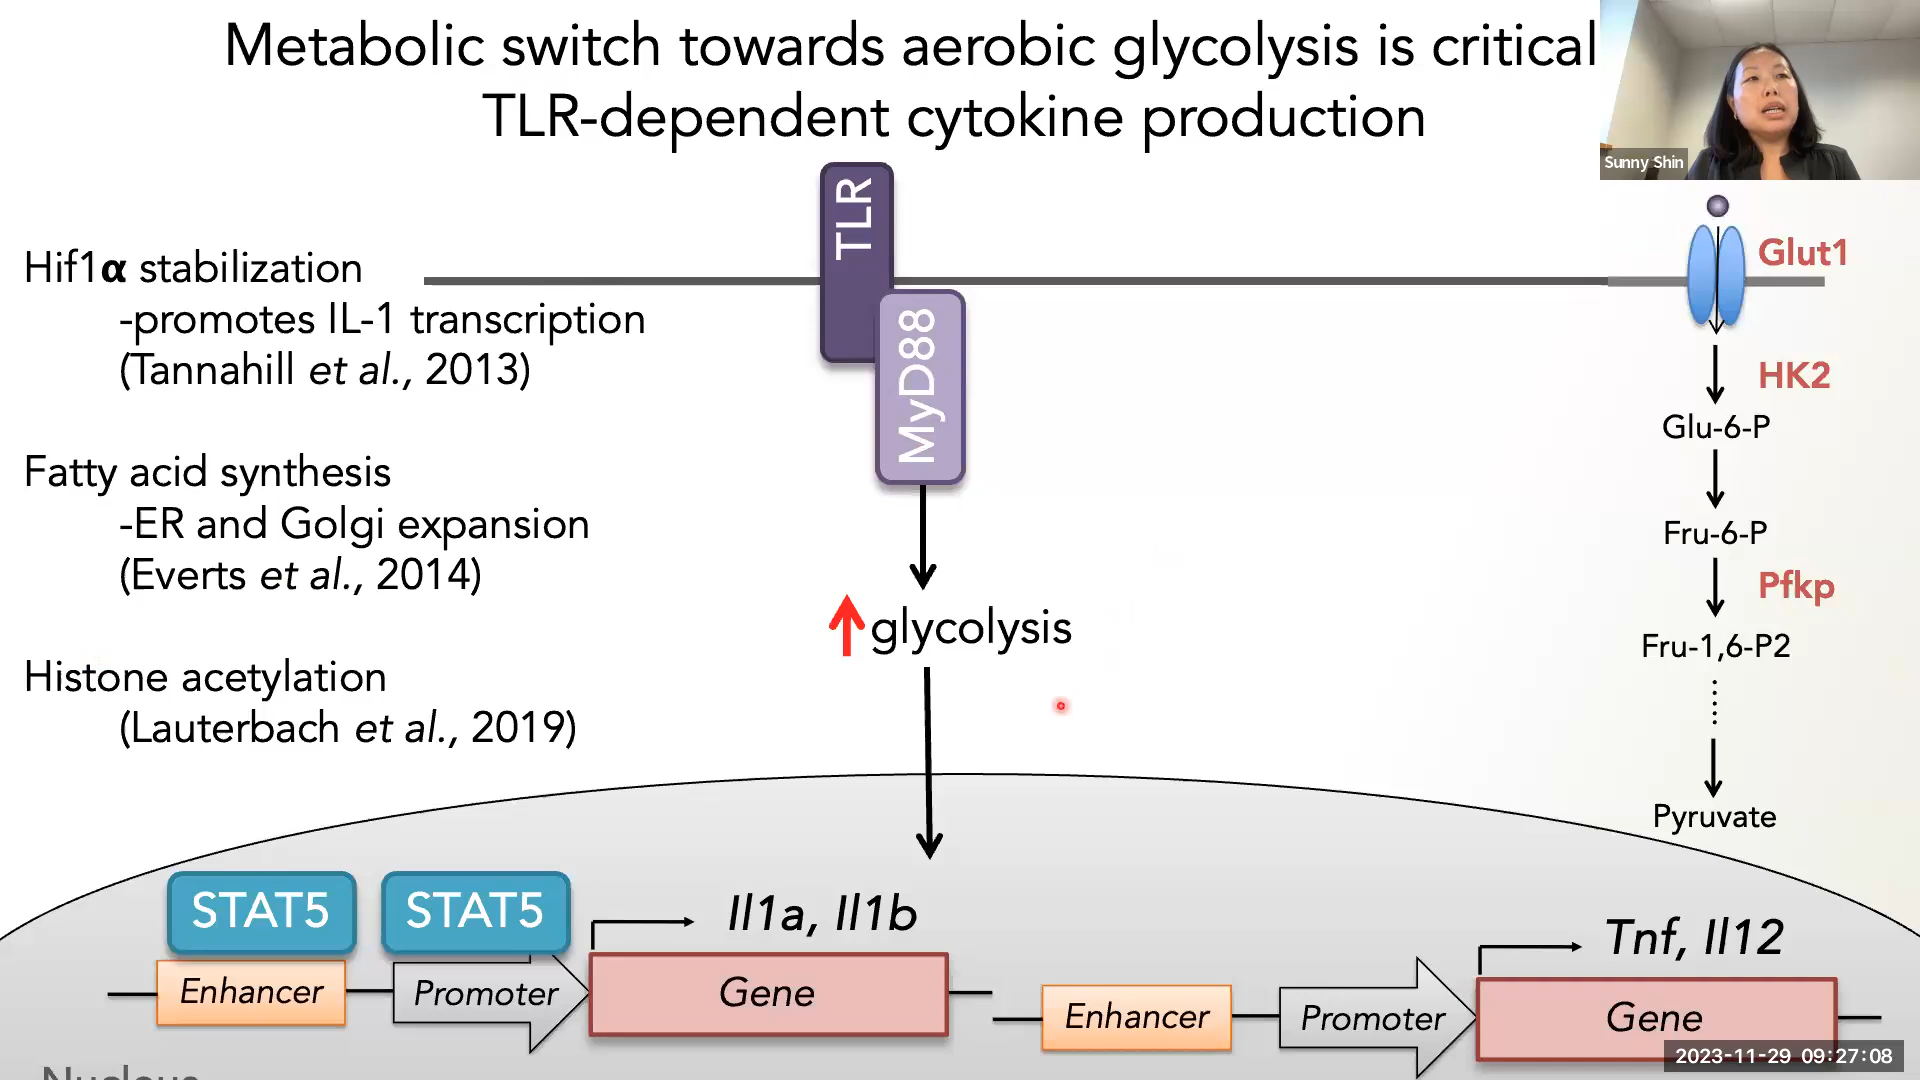 Metabolic switch towards aerobic glycolysis is critical
TLR-dependent cytokine production
Sunny Shin
TLR
MyD88
Glut1
Hif1α stabilization
-promotes IL-1 transcription
(Tannahill et al., 2013)
HK2
Glu-6-P
Fatty acid synthesis
-ER and Golgi expansion
(Everts et al., 2014)
Fru-6-P
Pfkp
glycolysis
Fru-1,6-P2
Histone acetylation
(Lauterbach et al., 2019)
Pyruvate
STAT5
STAT5
Il1a, Il1b
Tnf, Il12
Enhancer
Promoter
Gene
Enhancer
Promoter
Gene
Nucleus
2023-11-29 09:27:08